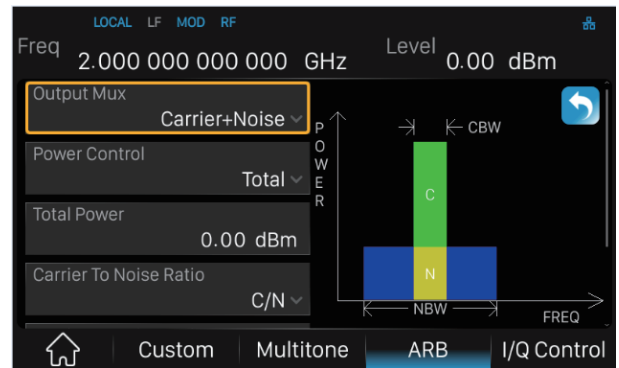 LOCAL LF MOD RF
Freq 2.000 000 000 000 GHz Level 0.00 dBm
Output Mux
Carrier+Noise
Power Control
Total
Total Power
0.00 dBm
Carrier To Noise Ratio
C/N
POWER
CBW
C
N
NBW
FREQ
Custom Multitone ARB I/Q Control